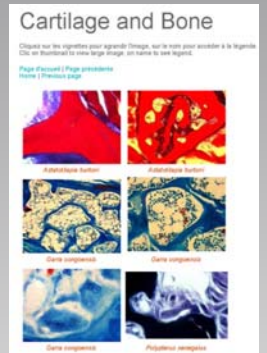 Cartilage and Bone
Cliquez sur les vignettes pour agrandir l'image, sur le nom pour accéder à la légende
Clic on thumbnail to view large image, on name to see legend.
Page d'accueil | Page précédente
Home | Previous page
Astatotilapia burtoni Astatotilapia burtoni
Garra congoensis Garra congoensis
Garra congoensis Polypterus senegalus